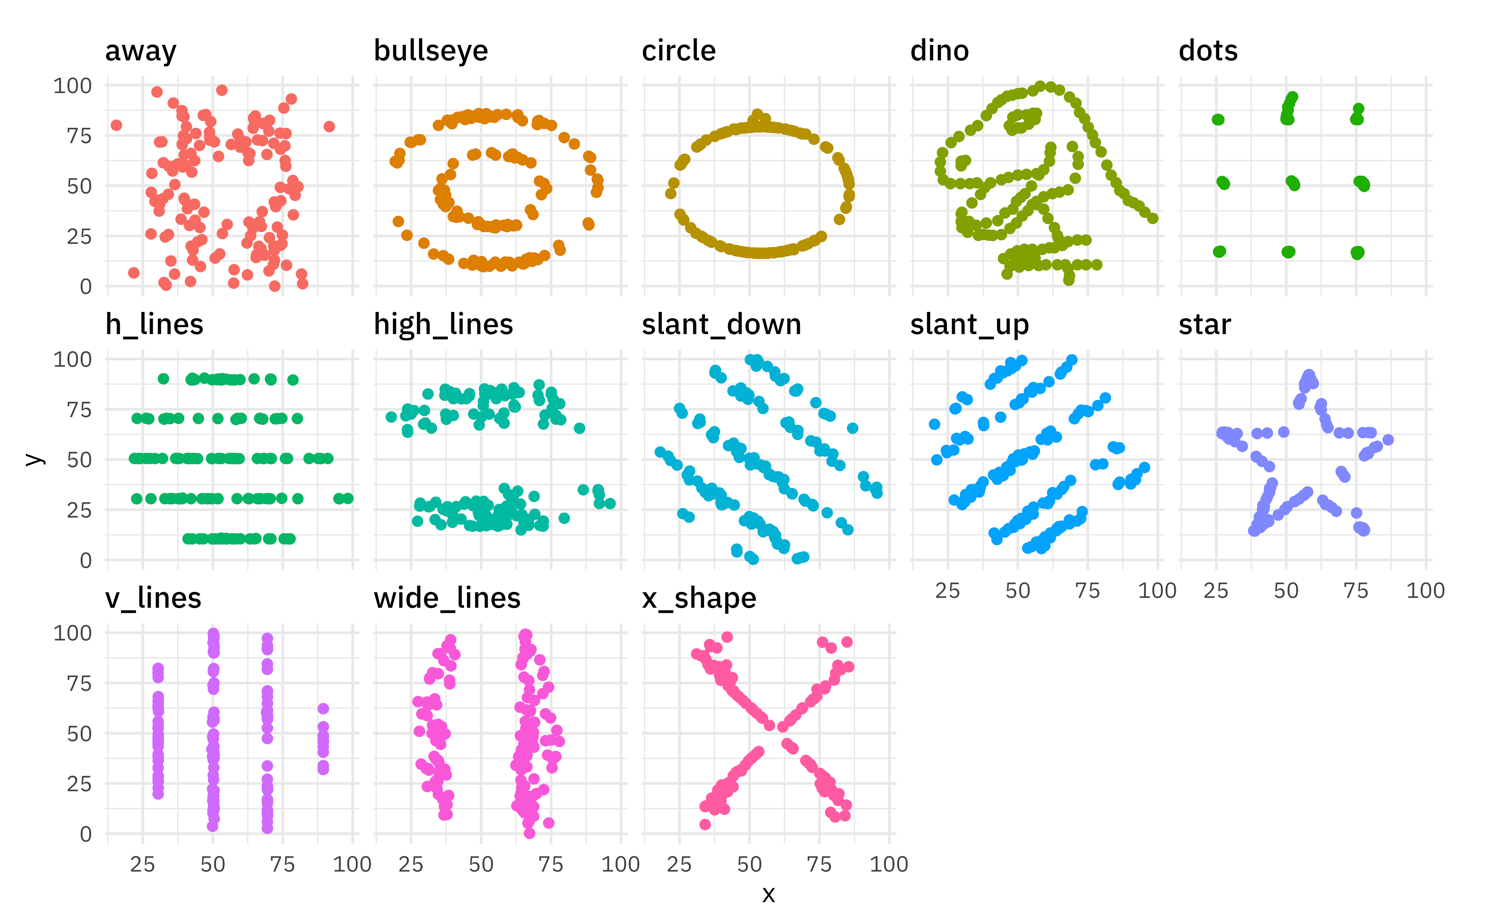 away bullseye circle dino dots
100
75
50
25
0
h_lines high_lines slant_down slant_up star
100
75
50
25
0
25 50 75 100 25 50 75 100
y
v_lines wide_lines x_shape
100
75
50
25
0
25 50 75 100 25 50 75 100 25 50 75 100
x